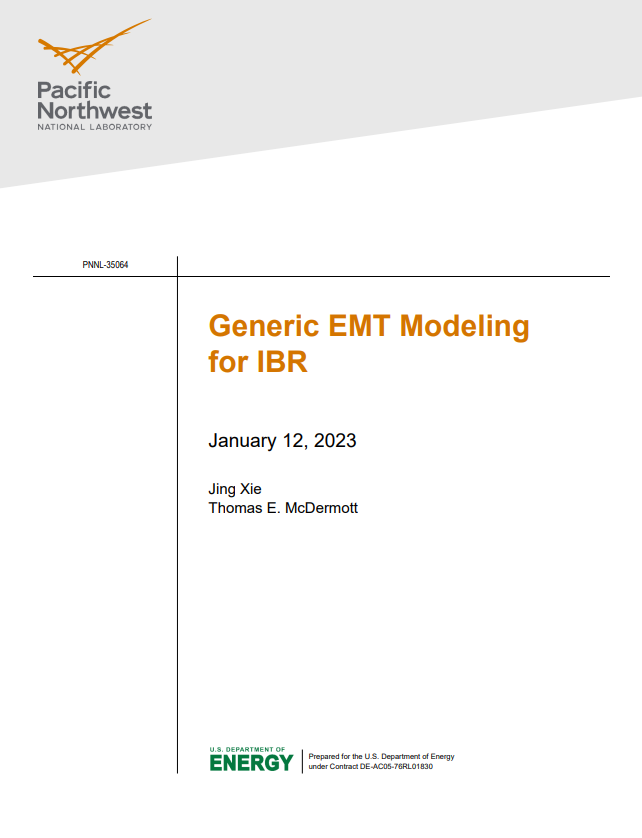 Pacific
Northwest
NATIONAL LABORATORY
PNNL-35064
Generic EMT Modeling
for IBR
January 12, 2023
Jing Xie
Thomas E. McDermott
U.S. DEPARTMENT OF
ENERGY
Prepared for the U.S. Department of Energy
under Contract DE-AC05-76RL01830